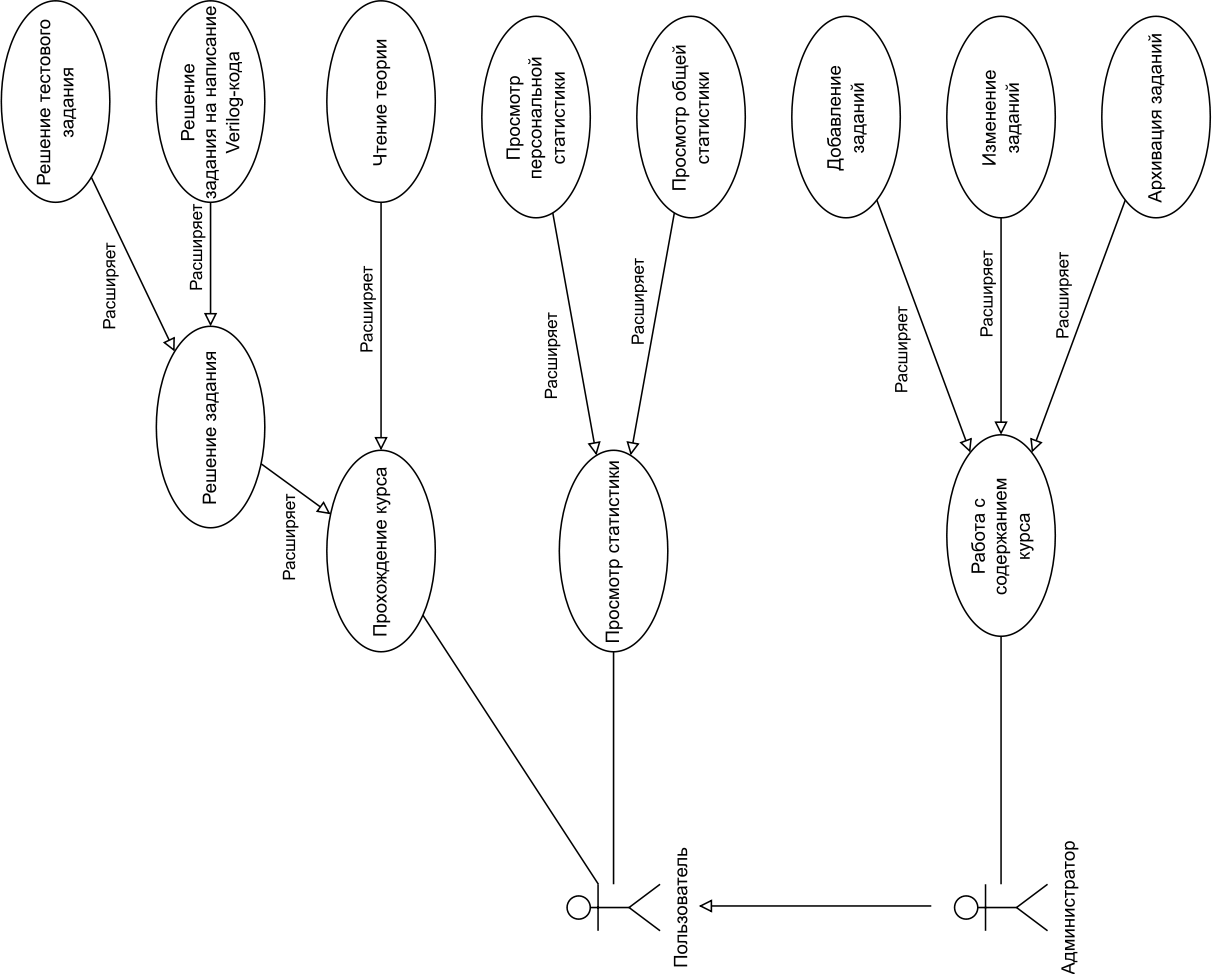 Решение тестового
задания
Решение
задания на написание
Verilog-кода
Чтение теории
Просмотр
персональной
статистики
Просмотр общей
статистики
Добавление
заданий
Изменение
заданий
Архивация заданий
Расширяет
Расширяет
Расширяет
Расширяет
Расширяет
Расширяет
Расширяет
Расширяет
Решение задания
Расширяет
Прохождение курса
Просмотр статистики
Работа с
содержанием
курса
Пользователь
Администратор